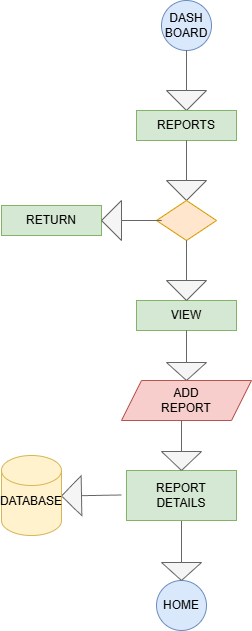 DASH
BOARD
REPORTS
RETURN
VIEW
ADD
REPORT
REPORT
DETAILS
DATABASE
HOME